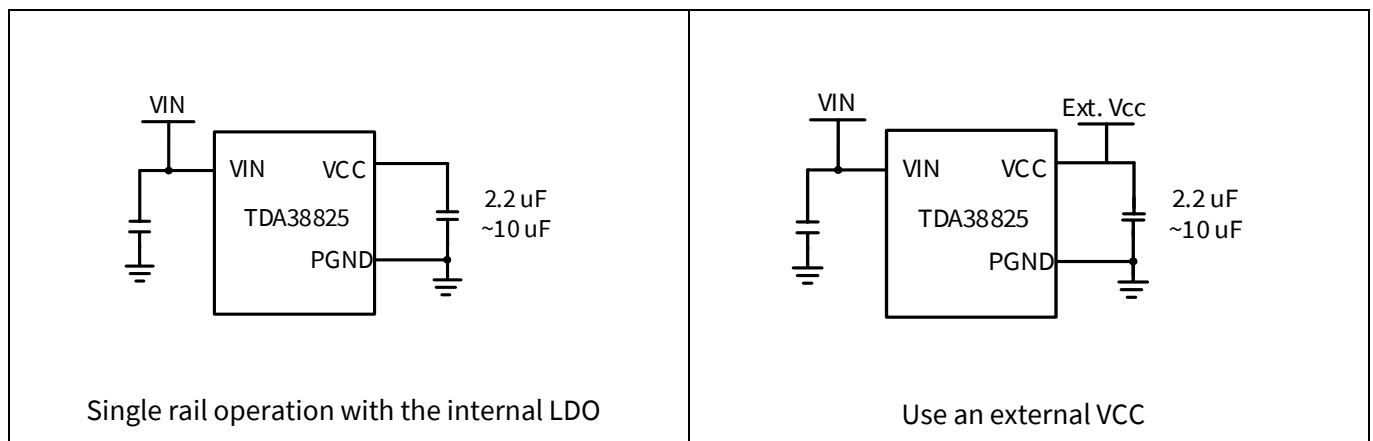 VIN
VIN
VCC
TDA38825
PGND
2.2 uF
~10 uF
Single rail operation with the internal LDO
VIN
Ext. Vcc
VIN
VCC
TDA38825
PGND
2.2 uF
~10 uF
Use an external VCC